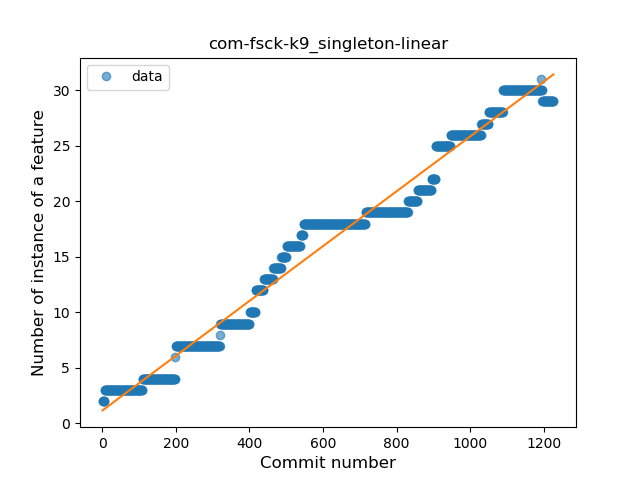 com-fsck-k9_singleton-linear
data
Number of instance of a feature
30
25
20
15
10
5
0
0 200 400 600 800 1000 1200
Commit number